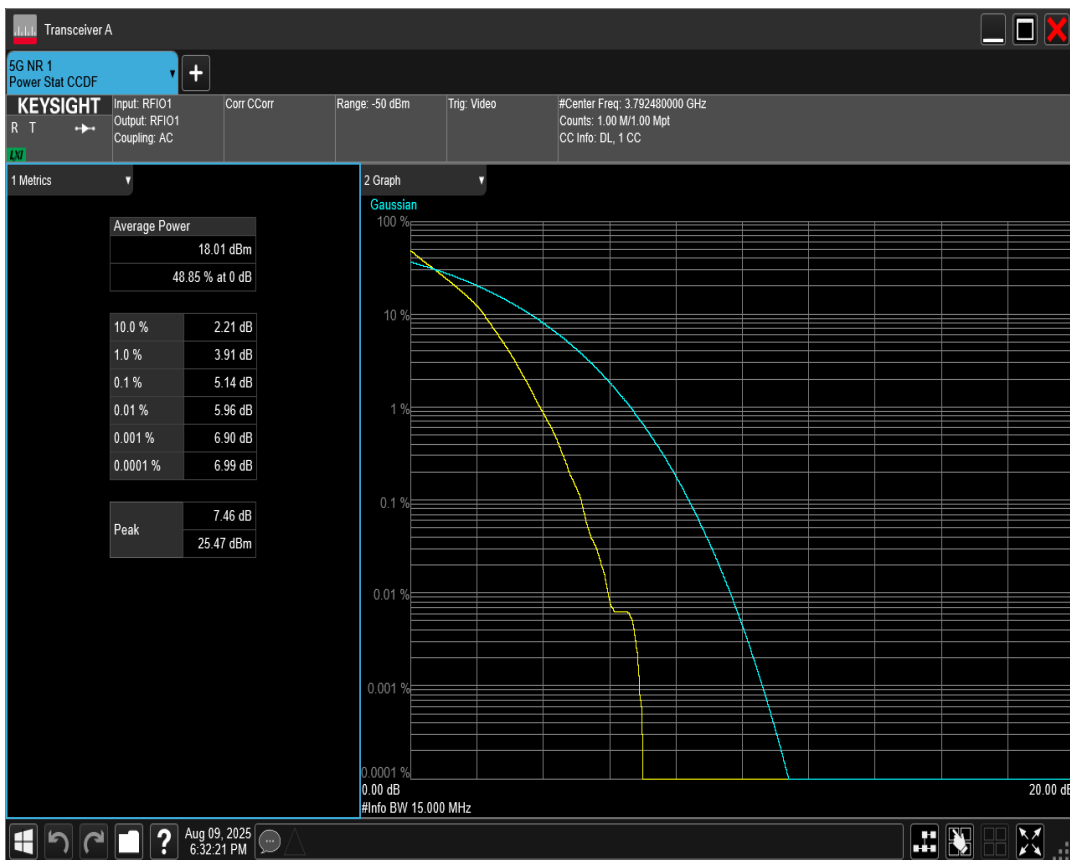 Transceiver A
5G NR 1
Power Stat CCDF
KEYSIGHT
R T
LXI
Input: RFIO1
Output: RFIO1
Coupling: AC
Corr CCorr
Range: -50 dBm
Trig: Video
#Center Freq: 3.792480000 GHz
Counts: 1.00 M/1.00 Mpt
CC Info: DL, 1 CC
1 Metrics
Average Power
18.01 dBm
48.85 % at 0 dB
10.0 % 2.21 dB
1.0 % 3.91 dB
0.1 % 5.14 dB
0.01 % 5.96 dB
0.001 % 6.90 dB
0.0001 % 6.99 dB
Peak
7.46 dB
25.47 dBm
2 Graph
Gaussian
100 %
10 %
1 %
0.1 %
0.01 %
0.001 %
0.0001 %
0.00 dB 20.00 dB
#Info BW 15.000 MHz
?
Aug 09, 2025
6:32:21 PM